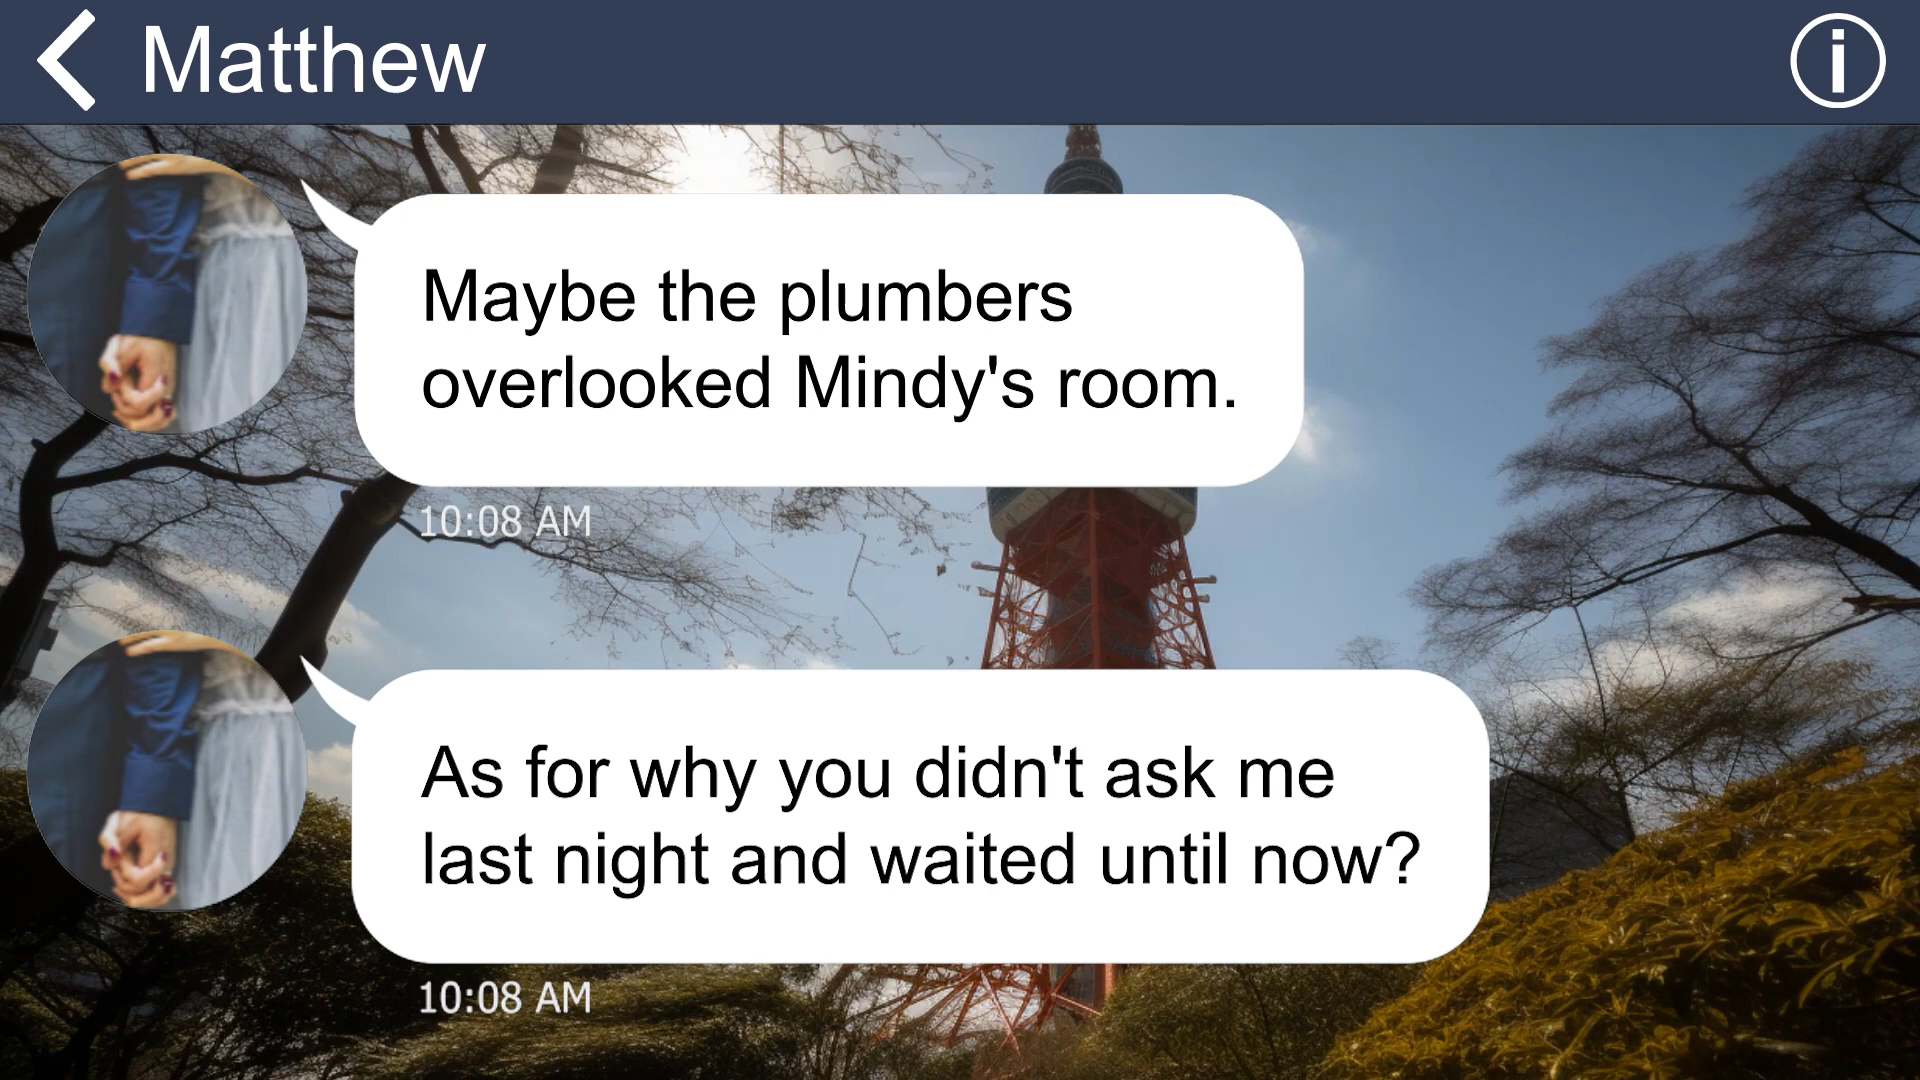 Matthew
Maybe the plumbers
overlooked Mindy's room.
10:08 AM
As for why you didn't ask me
last night and waited until now?
10:08 AM